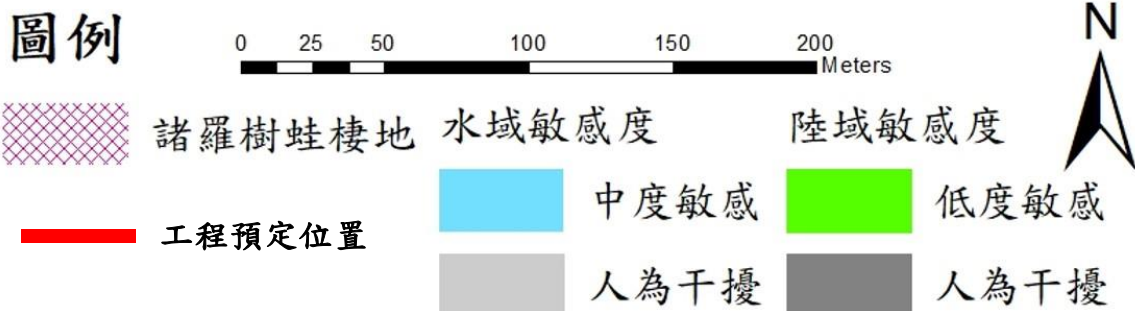 圖例
0 25 50 100 150 200
Meters
N
諸羅樹蛙棲地
工程預定位置
水域敏感度
中度敏感
人為干擾
陸域敏感度
低度敏感
人為干擾